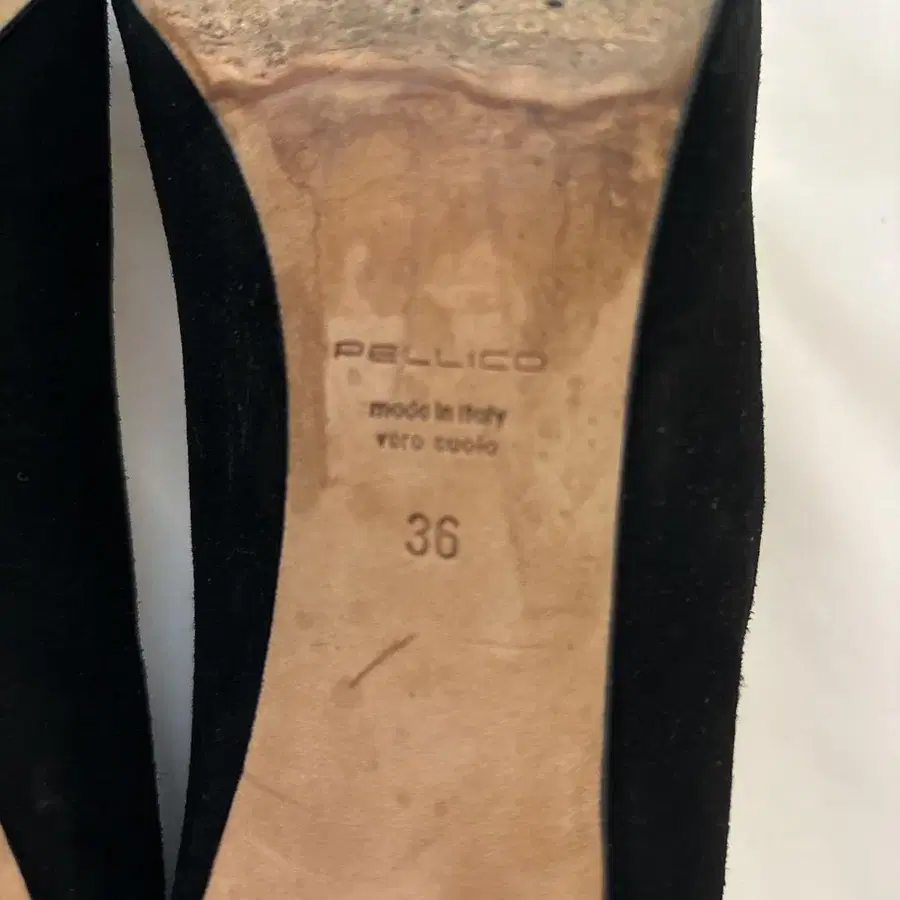 PELLICO
made in Italy
vero cuoio
36